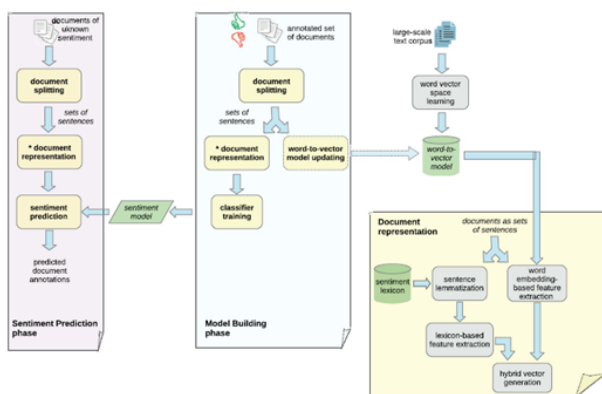 documents of
uknown
sentiment
document
splitting
sets of
sentences
* document
representation
sentiment
prediction
predicted
document
annotations
Sentiment Prediction
phase
annotated
set of documents
document
splitting
sets of
sentences
* document
representation
word-to-vector
model updating
classifier
training
sentiment
model
Model Building
phase
large-scale
text corpus
word vector
space
learning
word-to-
vector
model
Document
representation
documents as sets
of sentences
sentiment
lexicon
sentence
lemmatization
word
embedding-
based feature
extraction
lexicon-based
feature extraction
hybrid vector
generation